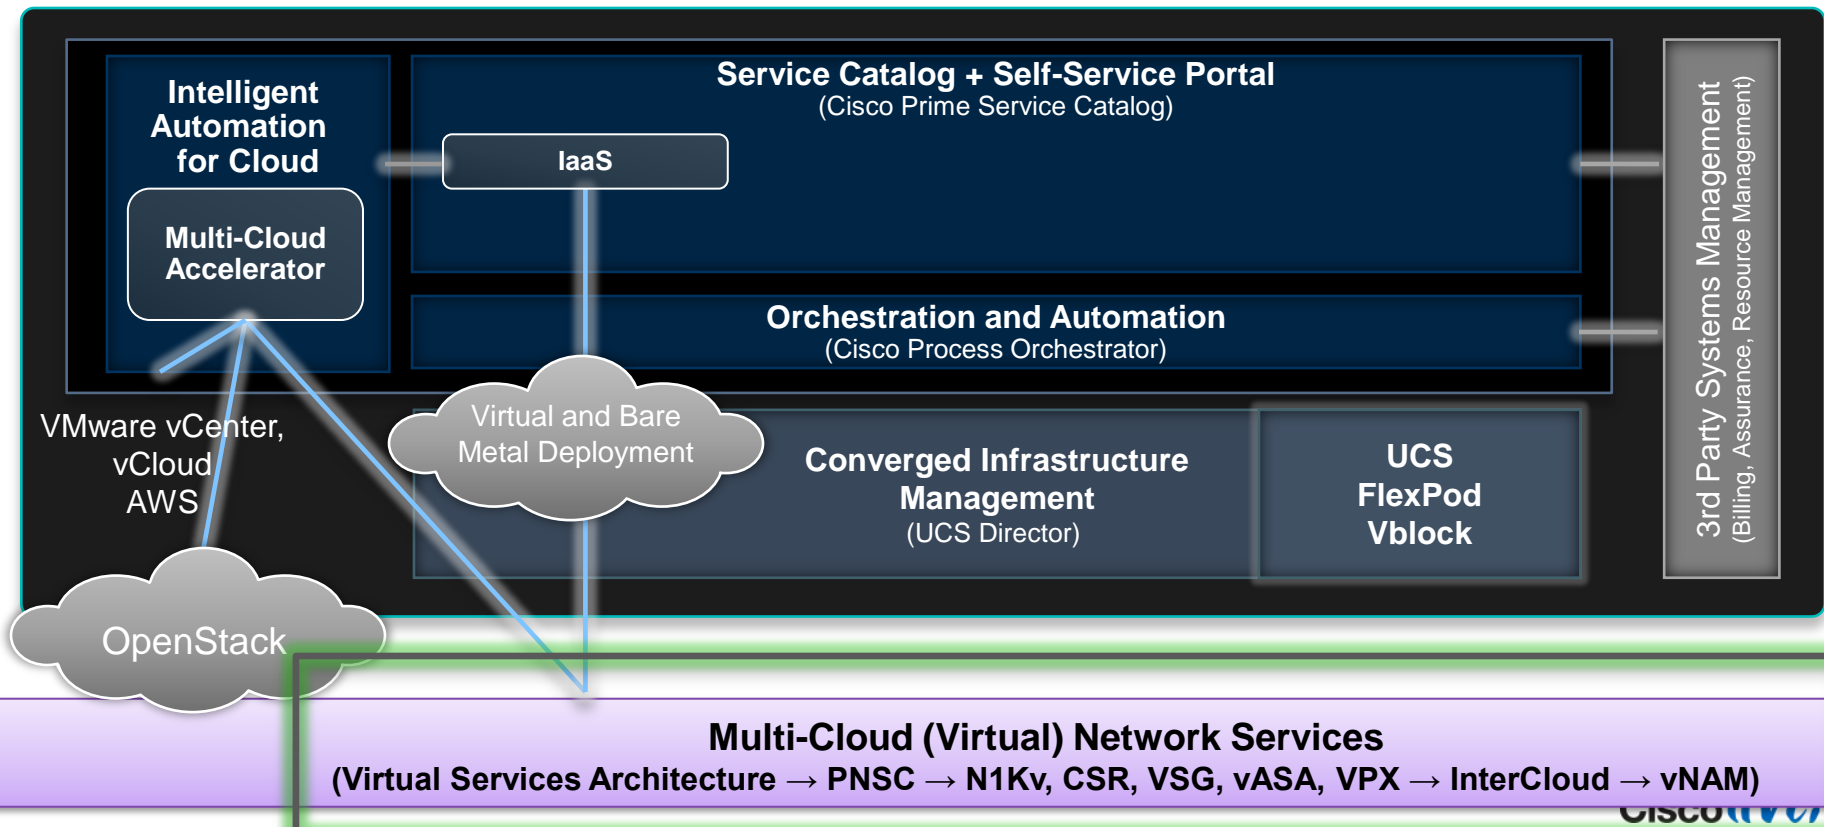 Intelligent
Automation
for Cloud
Multi-Cloud
Accelerator
Service Catalog + Self-Service Portal
(Cisco Prime Service Catalog)
IaaS
Orchestration and Automation
(Cisco Process Orchestrator)
3rd Party Systems Management
(Billing, Assurance, Resource Management)
VMware vCenter,
vCloud
AWS
Virtual and Bare
Metal Deployment
Converged Infrastructure
Management
(UCS Director)
UCS
FlexPod
Vblock
OpenStack
Multi-Cloud (Virtual) Network Services
(Virtual Services Architecture → PNSC → N1Kv, CSR, VSG, vASA, VPX → InterCloud → vNAM)
Cisco